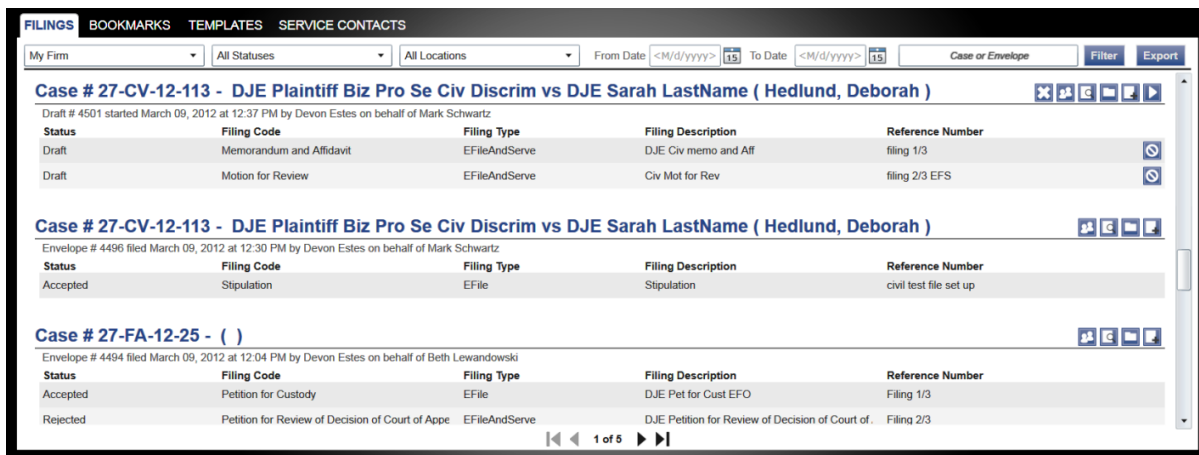 FILINGS BOOKMARKS TEMPLATES SERVICE CONTACTS
My Firm All Statuses All Locations From Date <M/d/yyyy> 15 To Date <M/d/yyyy> 15 Case or Envelope Filter Export
Case # 27-CV-12-113 - DJE Plaintiff Biz Pro Se Civ Discrim vs DJE Sarah LastName ( Hedlund, Deborah )
Draft # 4501 started March 09, 2012 at 12:37 PM by Devon Estes on behalf of Mark Schwartz
Status Filing Code Filing Type Filing Description Reference Number
Draft Memorandum and Affidavit EFileAndServe DJE Civ memo and Aff filing 1/3
Draft Motion for Review EFileAndServe Civ Mot for Rev filing 2/3 EFS
Case # 27-CV-12-113 - DJE Plaintiff Biz Pro Se Civ Discrim vs DJE Sarah LastName ( Hedlund, Deborah )
Envelope # 4496 filed March 09, 2012 at 12:30 PM by Devon Estes on behalf of Mark Schwartz
Status Filing Code Filing Type Filing Description Reference Number
Accepted Stipulation EFile Stipulation civil test file set up
Case # 27-FA-12-25 - ( )
Envelope # 4494 filed March 09, 2012 at 12:04 PM by Devon Estes on behalf of Beth Lewandowski
Status Filing Code Filing Type Filing Description Reference Number
Accepted Petition for Custody EFile DJE Pet for Cust EFO Filing 1/3
Rejected Petition for Review of Decision of Court of Appe EFileAndServe DJE Petition for Review of Decision of Court of. Filing 2/3
1 of 5